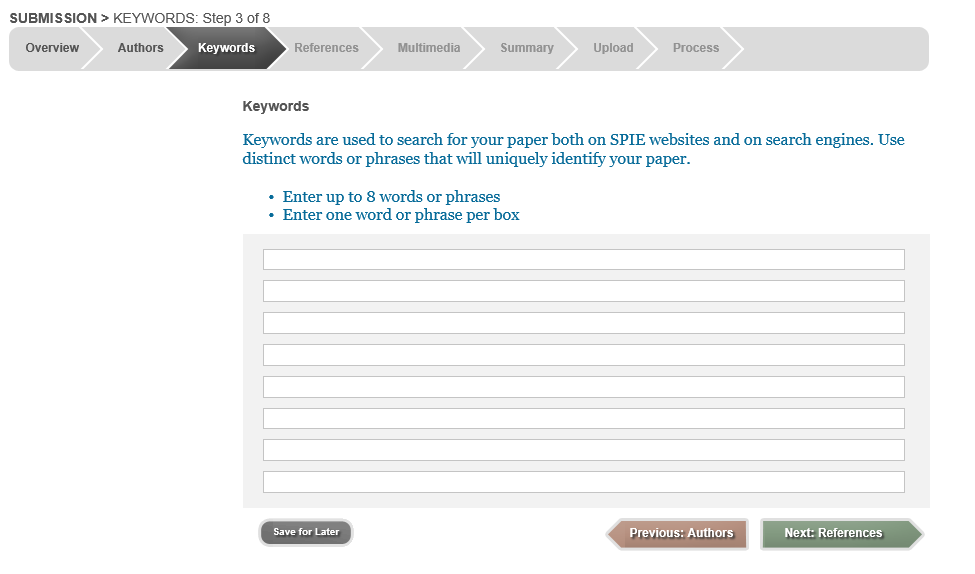 SUBMISSION > KEYWORDS: Step 3 of 8
Overview Authors Keywords References Multimedia Summary Upload Process
Keywords
Keywords are used to search for your paper both on SPIE websites and on search engines. Use
distinct words or phrases that will uniquely identify your paper.
• Enter up to 8 words or phrases
• Enter one word or phrase per box
Save for Later Previous: Authors Next: References